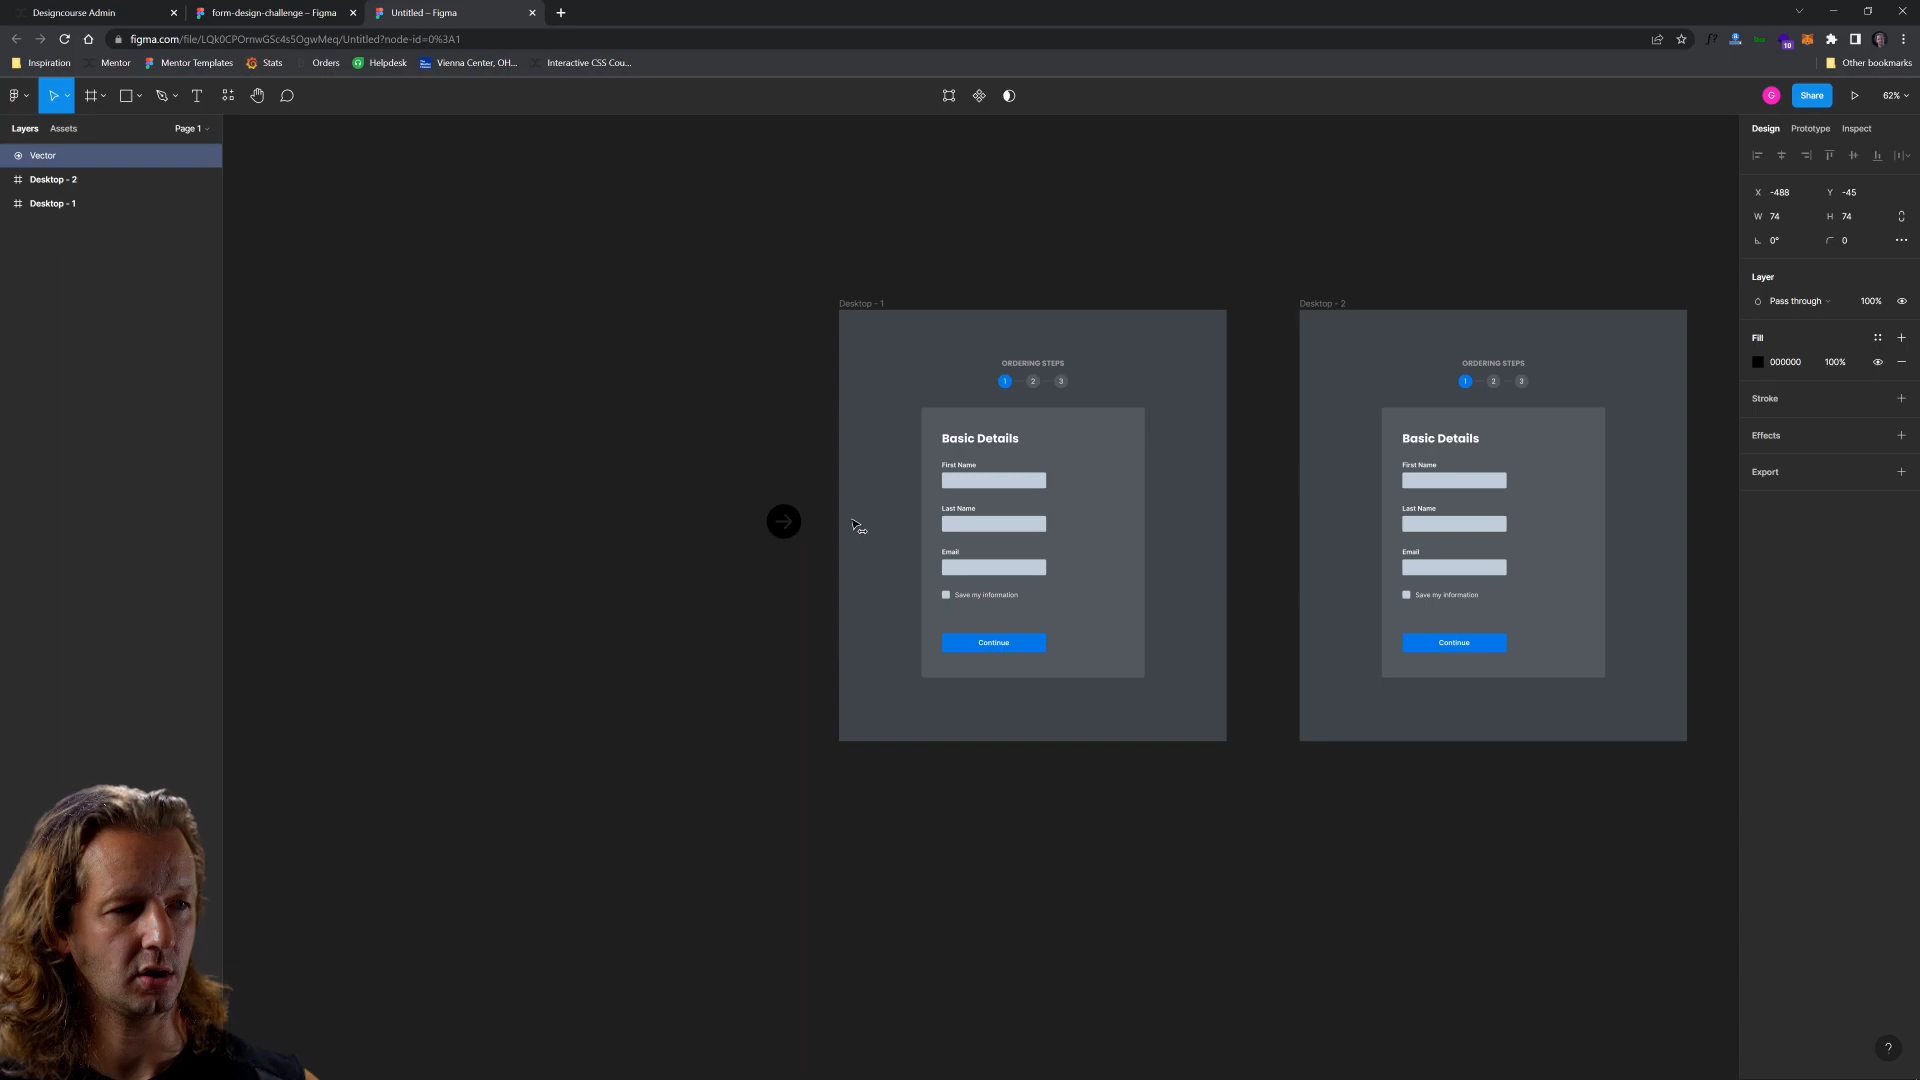 Designcourse Admin
form-design-challenge – Figma
Untitled – Figma
figma.com/file/LQk0CPOrnwGSc4s5OgwMeq/Untitled?node-id=0%3A1
10
Inspiration
Mentor
Mentor Templates
Stats
Orders
Helpdesk
Vienna Center, OH...
Interactive CSS Cou...
Other bookmarks
G
Share
62%
Layers
Assets
Page 1
Vector
Desktop - 2
Desktop - 1
Design
Prototype
Inspect
X -488
Y -45
W 74
H 74
0°
0
Layer
Pass through
100%
Fill
000000
100%
Stroke
Effects
Export
Desktop - 1
ORDERING STEPS
1
2
3
Basic Details
First Name
Last Name
Email
Save my information
Continue
Desktop - 2
ORDERING STEPS
1
2
3
Basic Details
First Name
Last Name
Email
Save my information
Continue
?